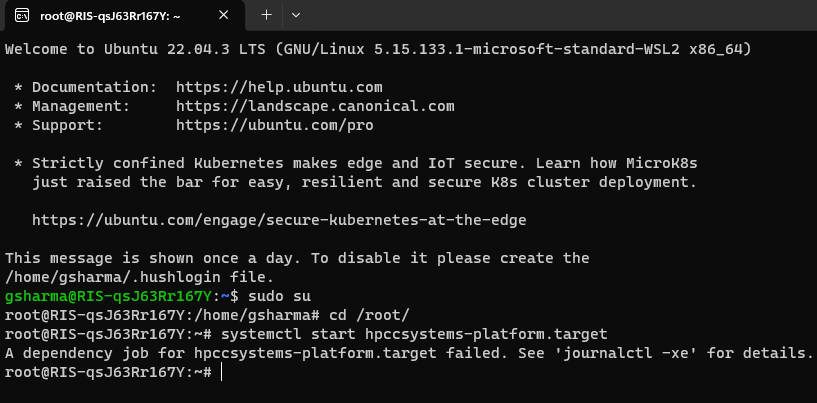 root@RIS-qsJ63Rr167Y: ~
Welcome to Ubuntu 22.04.3 LTS (GNU/Linux 5.15.133.1-microsoft-standard-WSL2 x86_64)
* Documentation:  https://help.ubuntu.com
* Management:     https://landscape.canonical.com
* Support:        https://ubuntu.com/pro
* Strictly confined Kubernetes makes edge and IoT secure. Learn how MicroK8s
just raised the bar for easy, resilient and secure K8s cluster deployment.
https://ubuntu.com/engage/secure-kubernetes-at-the-edge
This message is shown once a day. To disable it please create the
/home/gsharma/.hushlogin file.
gsharma@RIS-qsJ63Rr167Y:~$ sudo su
root@RIS-qsJ63Rr167Y:/home/gsharma# cd /root/
root@RIS-qsJ63Rr167Y:~# systemctl start hpccsystems-platform.target
A dependency job for hpccsystems-platform.target failed. See 'journalctl -xe' for details.
root@RIS-qsJ63Rr167Y:~#